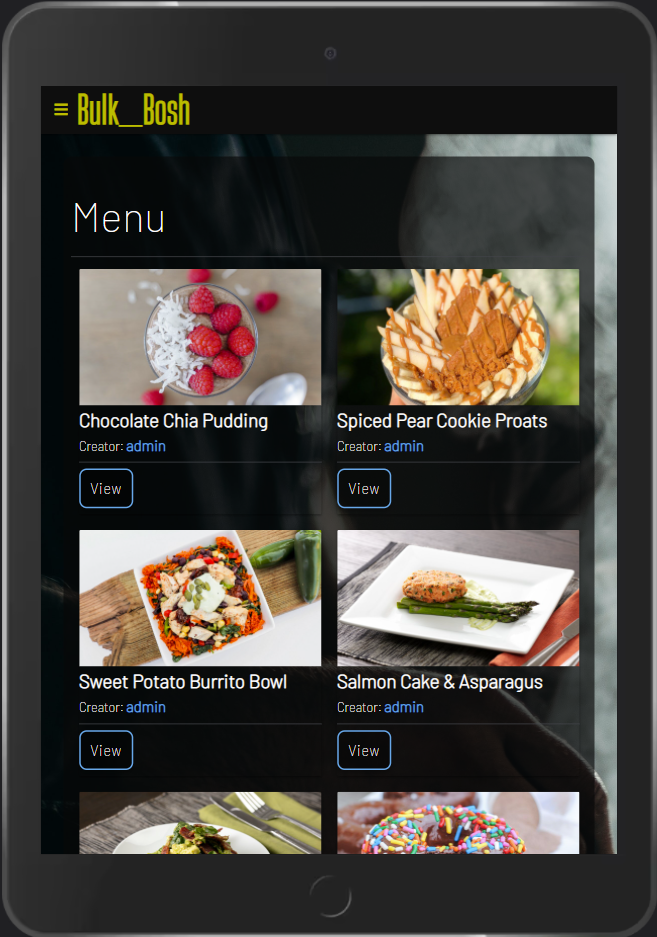 Bulk_Bosh
Menu
Chocolate Chia Pudding
Spiced Pear Cookie Proats
Creator: admin
Creator: admin
View
View
Sweet Potato Burrito Bowl
Salmon Cake & Asparagus
Creator: admin
Creator: admin
View
View